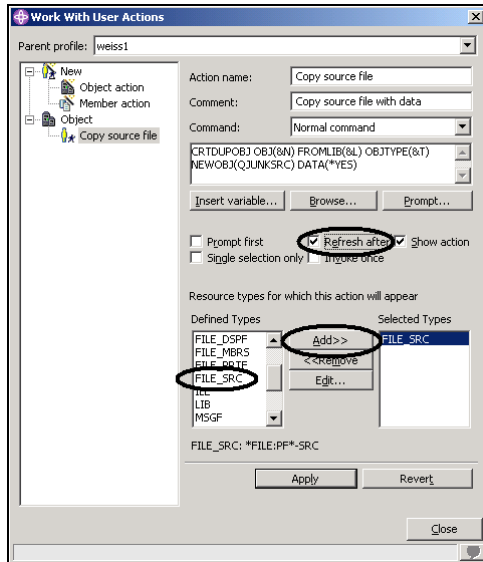 Work With User Actions
Parent profile: weiss1
New
Object action
Member action
Object
Copy source file
Action name: Copy source file
Comment: Copy source file with data
Command: Normal command
CRTDUPOBJ OBJ(&N) FROMLIB(&L) OBJTYPE(&T)
NEWOBJ(QJUNKSRC) DATA(*YES)
Insert variable... Browse... Prompt...
Prompt first Refresh after Show action
Single selection only Invoke once
Resource types for which this action will appear
Defined Types Selected Types
FILE_DSPF
FILE_MBRS
FILE_PRTF
FILE_SRC
LIB
MSGF
Add>>
<<Remove
Edit...
FILE_SRC
FILE_SRC: *FILE:PF*-SRC
Apply Revert
Close